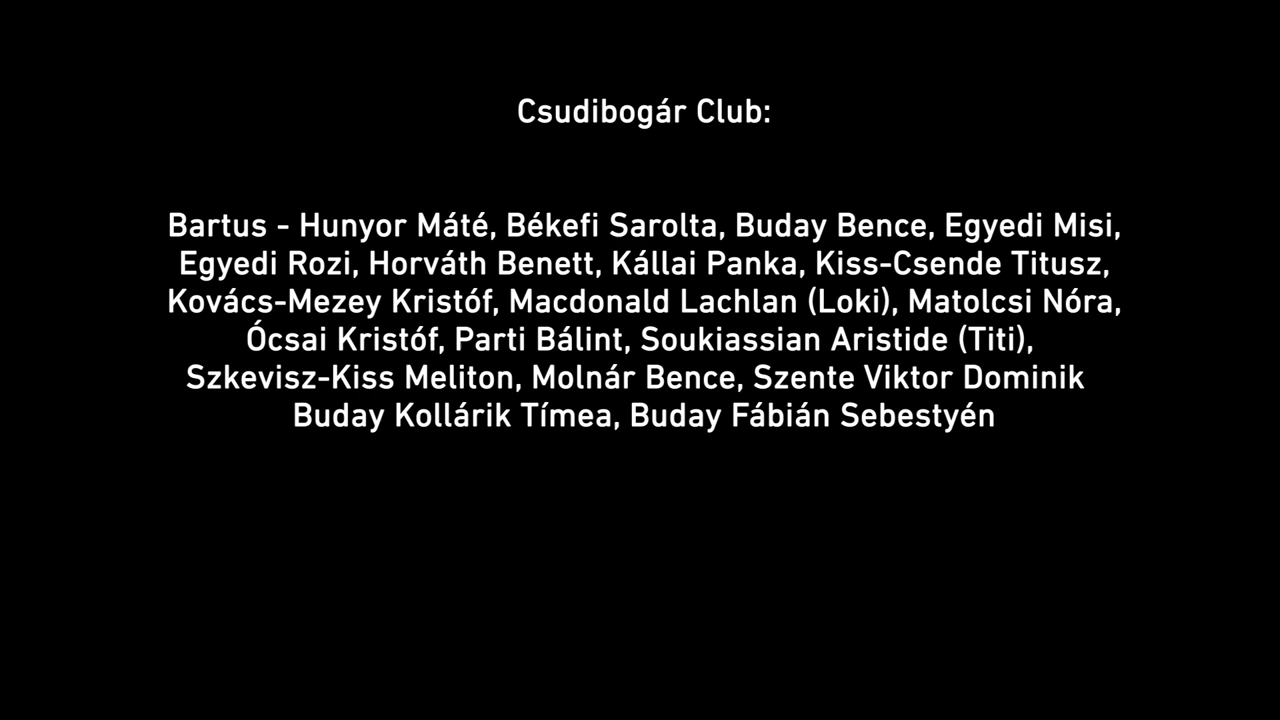 Csudibogár Club:
Bartus - Hunyor Máté, Békefi Sarolta, Buday Bence, Egyedi Misi,
Egyedi Rozi, Horváth Benett, Kállai Panka, Kiss-Csende Titusz,
Kovács-Mezey Kristóf, Macdonald Lachlan (Loki), Matolcsi Nóra,
Ócsai Kristóf, Parti Bálint, Soukiassian Aristide (Titi),
Szkevisz-Kiss Meliton, Molnár Bence, Szente Viktor Dominik
Buday Kollárik Tímea, Buday Fábián Sebestyén